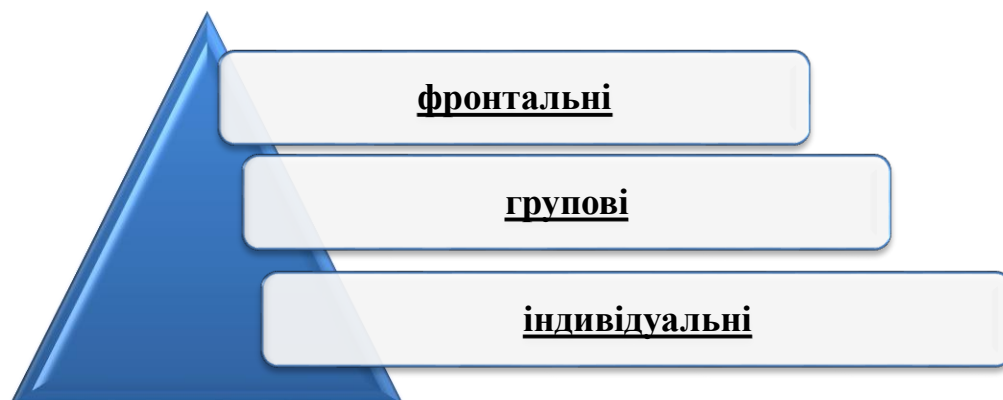 фронтальні
групові
індивідуальні